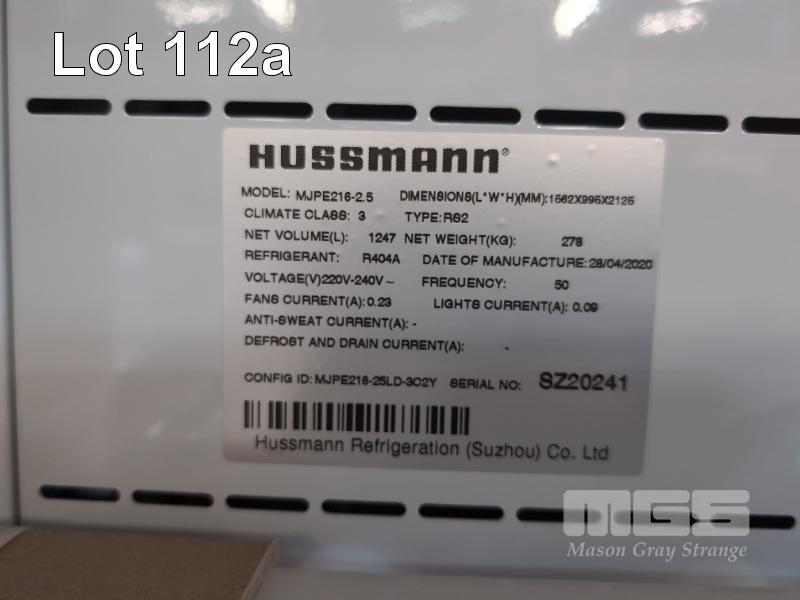 Lot 112a
HUSSMANN®
MODEL: MJPE216-2.5 DIMENSIONS(L*W*H)(MM):1562X995X2125
CLIMATE CLASS: 3 TYPE:RS2
NET VOLUME(L): 1247 NET WEIGHT(KG): 278
REFRIGERANT: R404A DATE OF MANUFACTURE:28/04/2020
VOLTAGE(V)220V-240V~ FREQUENCY: 50
FANS CURRENT(A):0.23 LIGHTS CURRENT(A): 0.09
ANTI-SWEAT CURRENT(A): -
DEFROST AND DRAIN CURRENT(A): -
CONFIG ID: MJPE216-25LD-3C2Y SERIAL NO: SZ20241
Hussmann Refrigeration (Suzhou) Co. Ltd
MGS
Mason Gray Strange